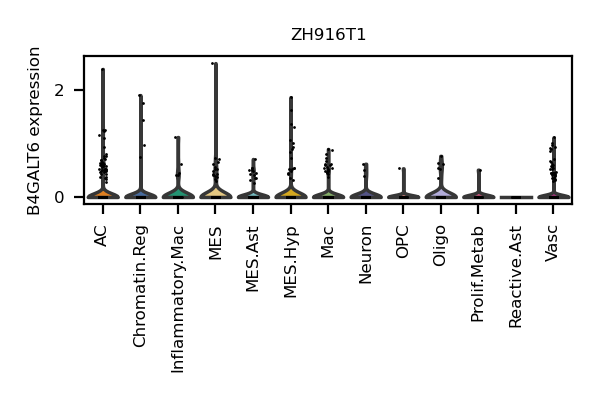 ZH916T1
B4GALT6 expression
2
0
AC
Chromatin.Reg
Inflammatory.Mac
MES
MES.Ast
MES.Hyp
Mac
Neuron
OPC
Oligo
Prolif.Metab
Reactive.Ast
Vasc